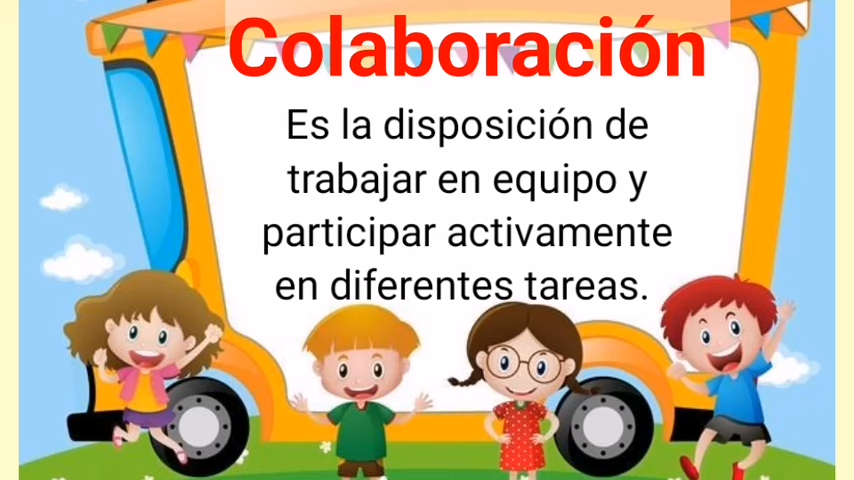 Colaboración
Es la disposición de
trabajar en equipo y
participar activamente
en diferentes tareas.